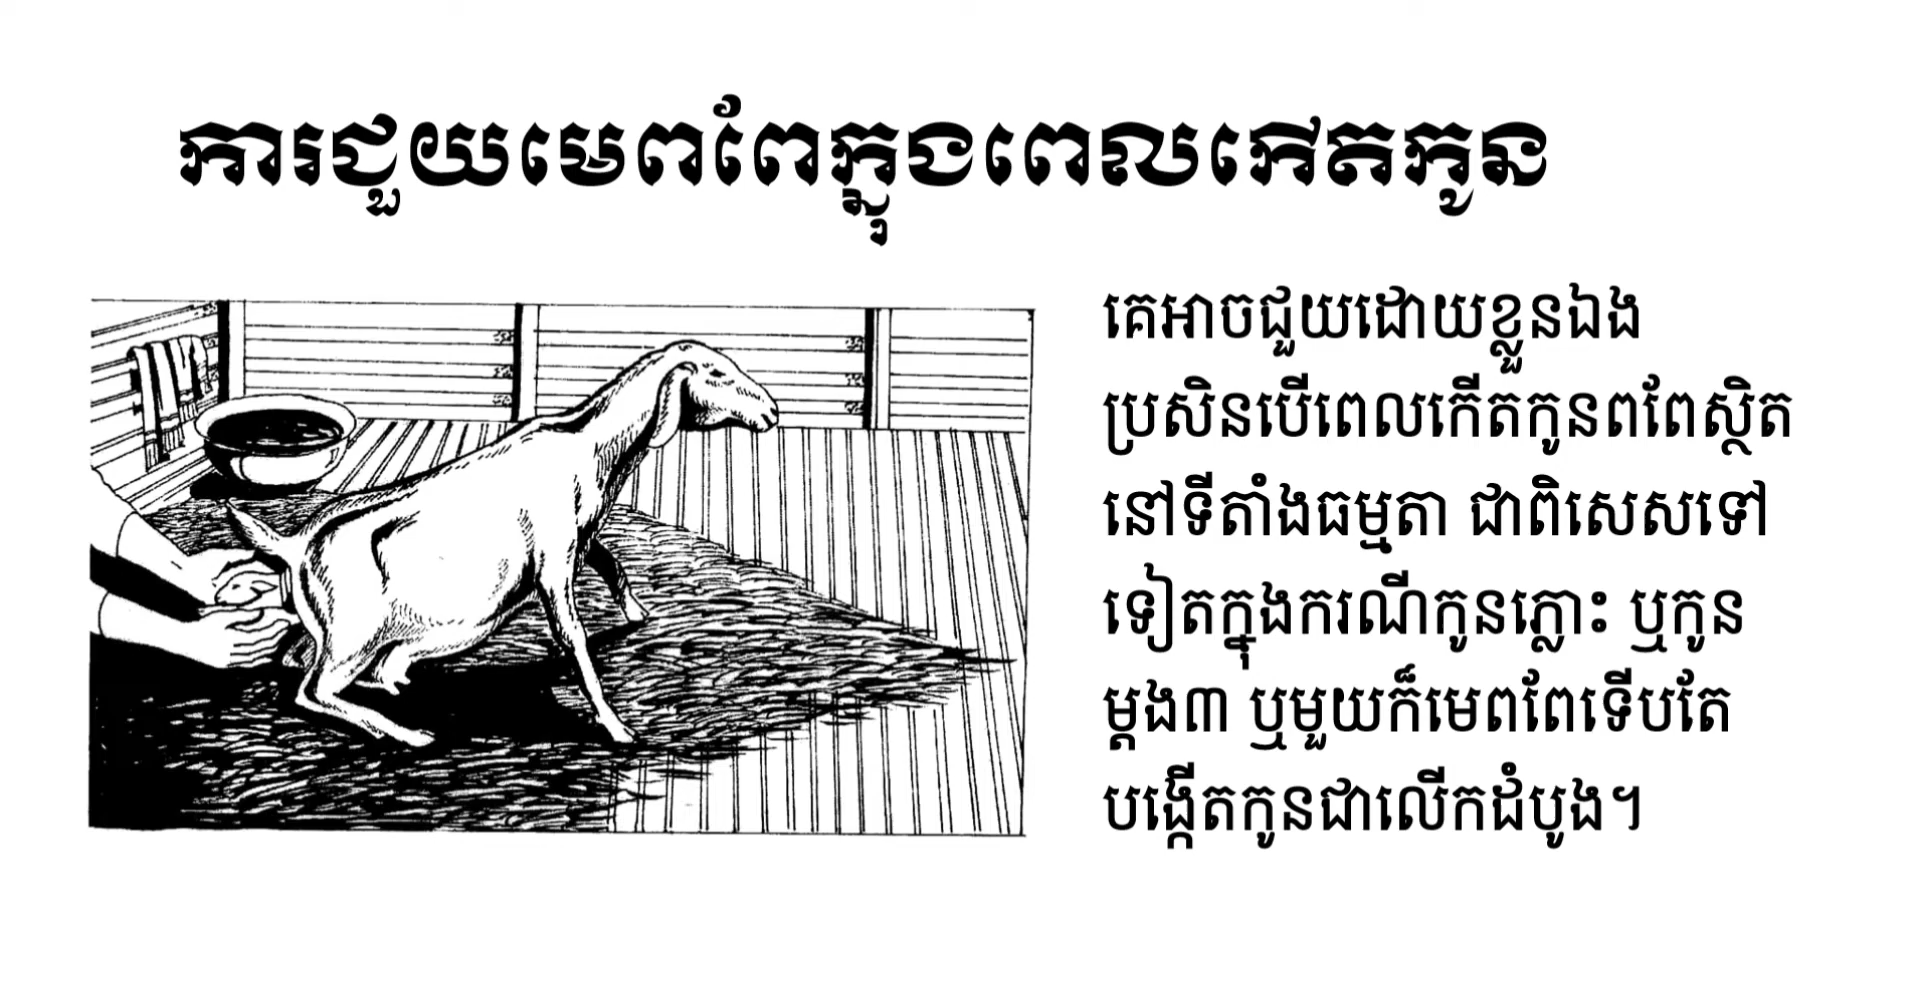 ការជួយមេពពែក្នុងពេលកើតកូន
គេអាចជួយដោយខ្លួនឯង
ប្រសិនបើពេលកើតកូនពពែស្ថិត
នៅទីតាំងធម្មតា ជាពិសេសទៅ
ទៀតក្នុងករណីកូនភ្លោះ ឬកូន
ម្ដង៣ ឬមួយក៏មេពពែទើបតែ
បង្កើតកូនជាលើកដំបូង។